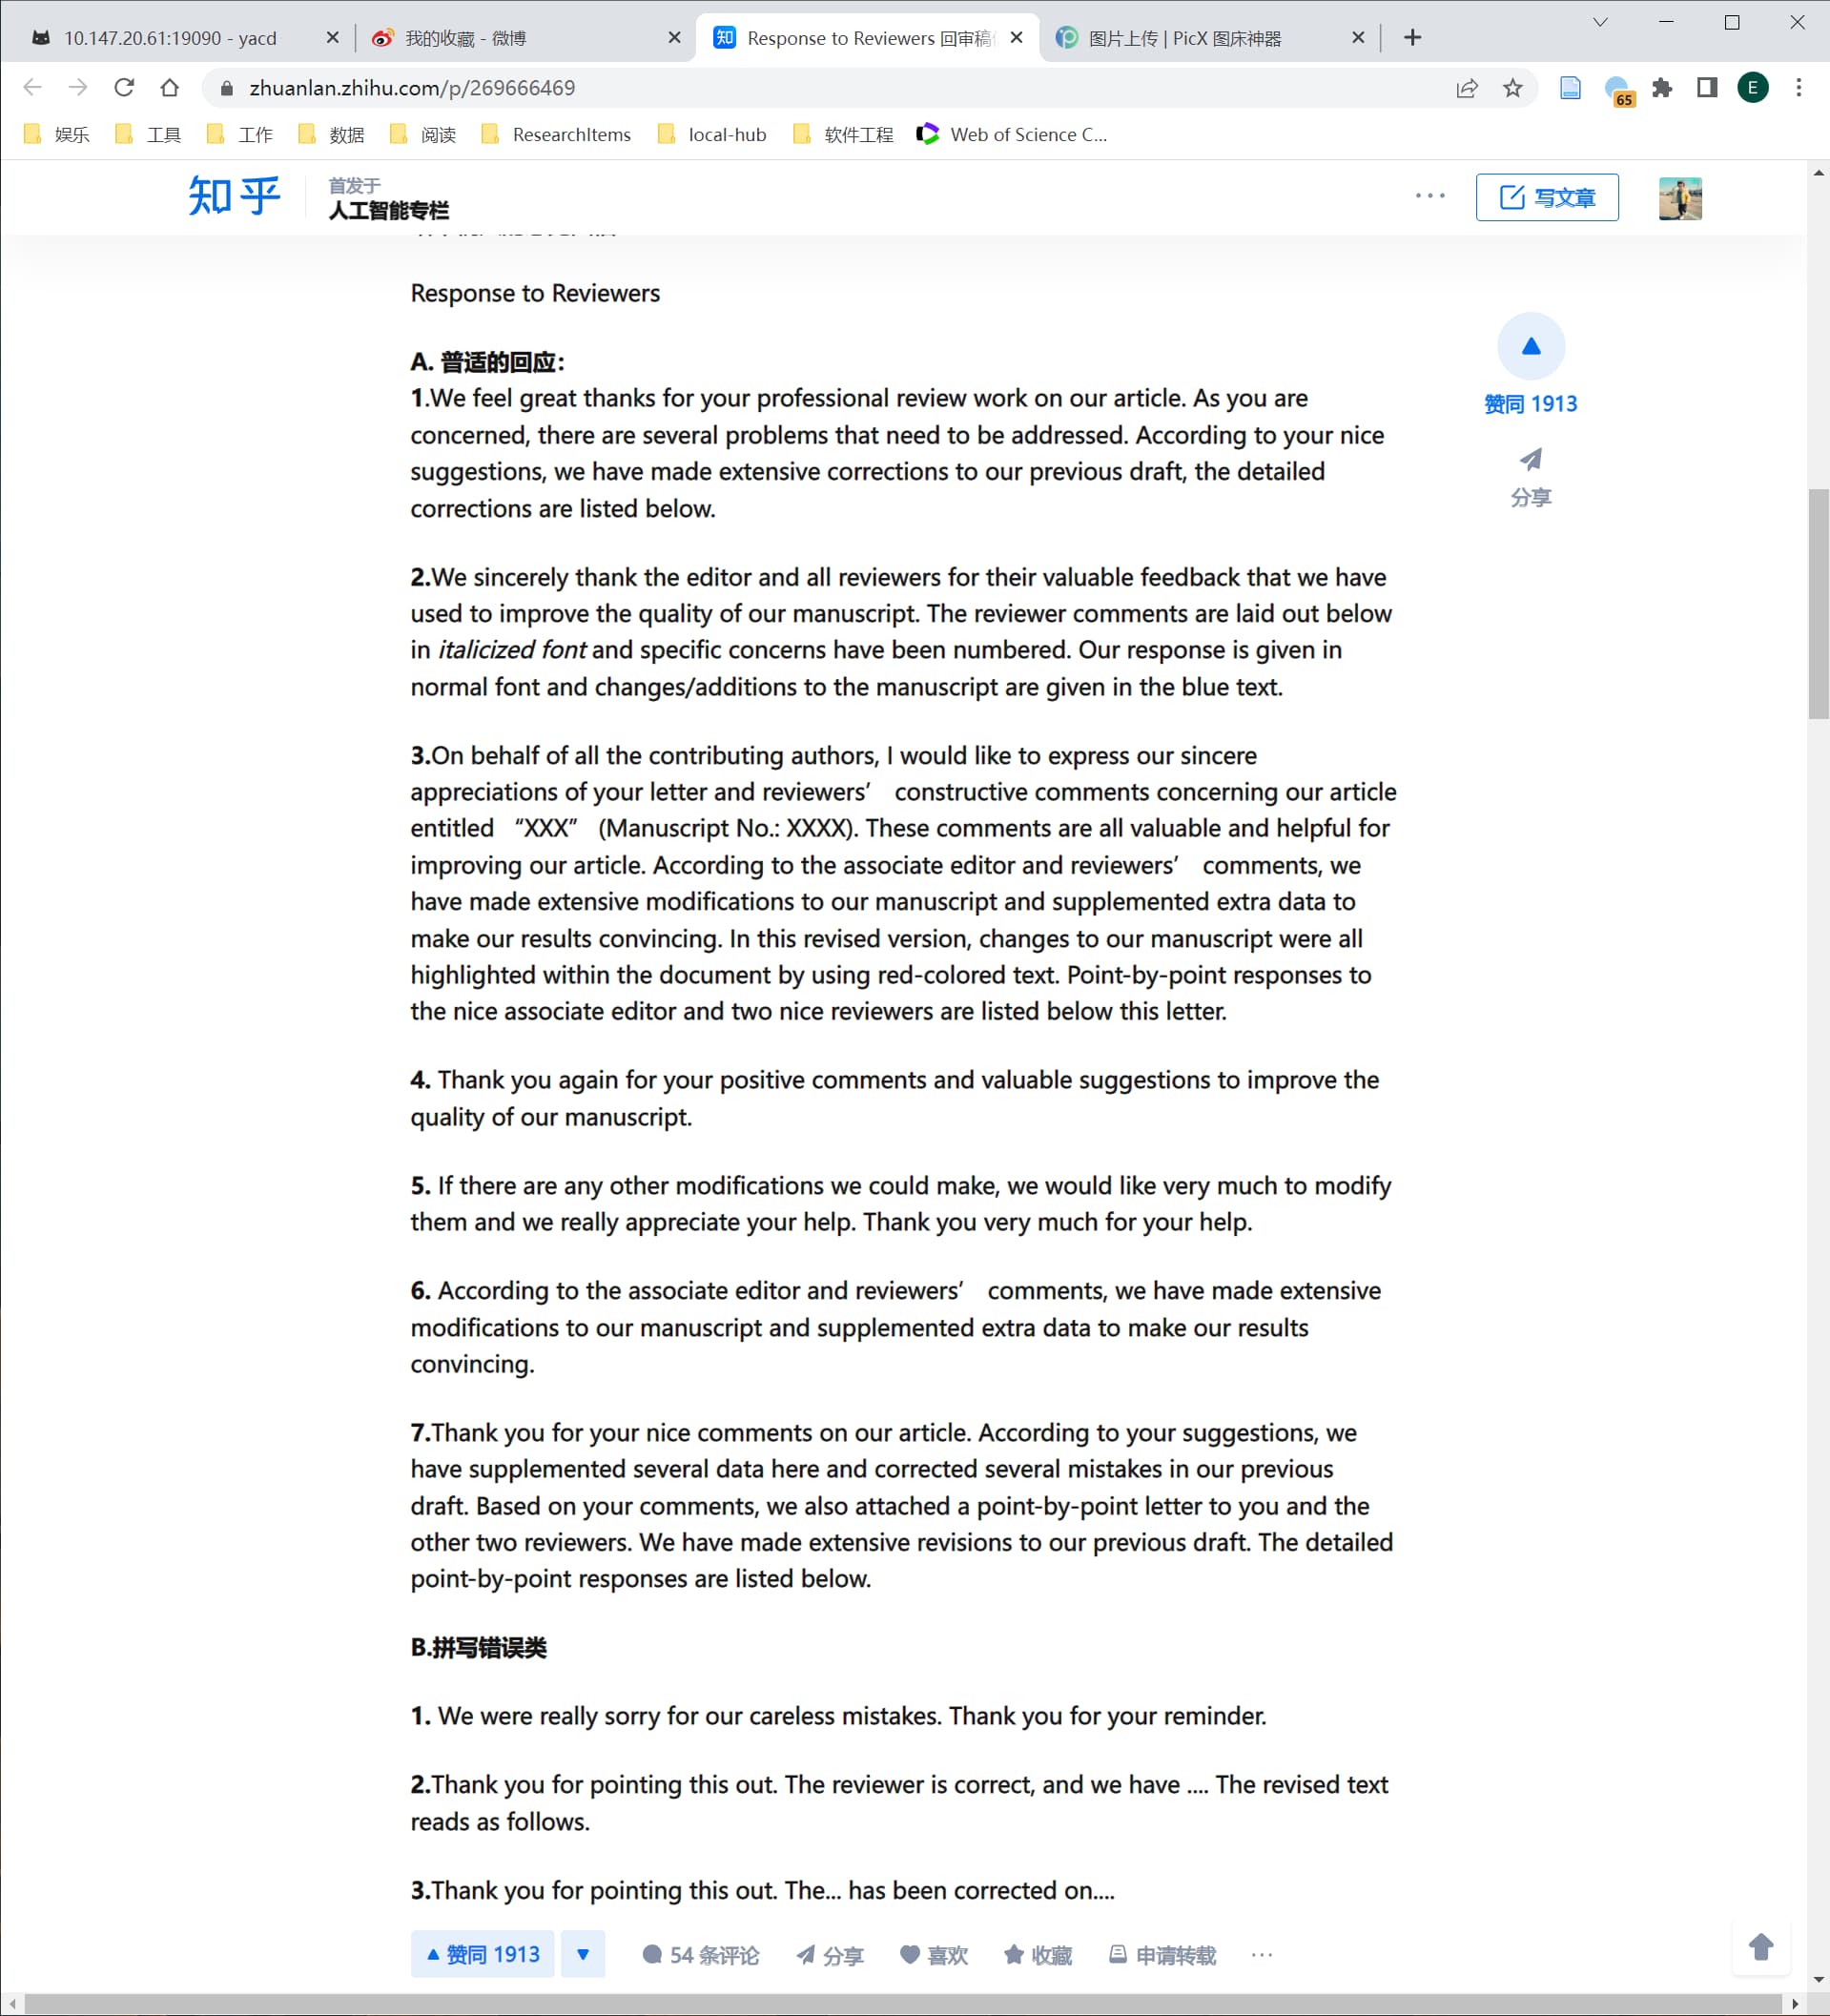 10.147.20.61:19090 - yacd
我的收藏 - 微博
知 Response to Reviewers 回审稿
图片上传 | PicX 图床神器
zhuanlan.zhihu.com/p/269666469
65
E
娱乐
工具
工作
数据
阅读
ResearchItems
local-hub
软件工程
Web of Science C...
知乎
首发于
人工智能专栏
写文章
Response to Reviewers
A. 普适的回应：
1.We feel great thanks for your professional review work on our article. As you are
concerned, there are several problems that need to be addressed. According to your nice
suggestions, we have made extensive corrections to our previous draft, the detailed
corrections are listed below.
赞同 1913
分享
2.We sincerely thank the editor and all reviewers for their valuable feedback that we have
used to improve the quality of our manuscript. The reviewer comments are laid out below
in italicized font and specific concerns have been numbered. Our response is given in
normal font and changes/additions to the manuscript are given in the blue text.
3.On behalf of all the contributing authors, I would like to express our sincere
appreciations of your letter and reviewers’ constructive comments concerning our article
entitled “XXX” (Manuscript No.: XXXX). These comments are all valuable and helpful for
improving our article. According to the associate editor and reviewers’ comments, we
have made extensive modifications to our manuscript and supplemented extra data to
make our results convincing. In this revised version, changes to our manuscript were all
highlighted within the document by using red-colored text. Point-by-point responses to
the nice associate editor and two nice reviewers are listed below this letter.
4. Thank you again for your positive comments and valuable suggestions to improve the
quality of our manuscript.
5. If there are any other modifications we could make, we would like very much to modify
them and we really appreciate your help. Thank you very much for your help.
6. According to the associate editor and reviewers’ comments, we have made extensive
modifications to our manuscript and supplemented extra data to make our results
convincing.
7.Thank you for your nice comments on our article. According to your suggestions, we
have supplemented several data here and corrected several mistakes in our previous
draft. Based on your comments, we also attached a point-by-point letter to you and the
other two reviewers. We have made extensive revisions to our previous draft. The detailed
point-by-point responses are listed below.
B.拼写错误类
1. We were really sorry for our careless mistakes. Thank you for your reminder.
2.Thank you for pointing this out. The reviewer is correct, and we have .... The revised text
reads as follows.
3.Thank you for pointing this out. The... has been corrected on....
赞同 1913
54 条评论
分享
喜欢
收藏
申请转载